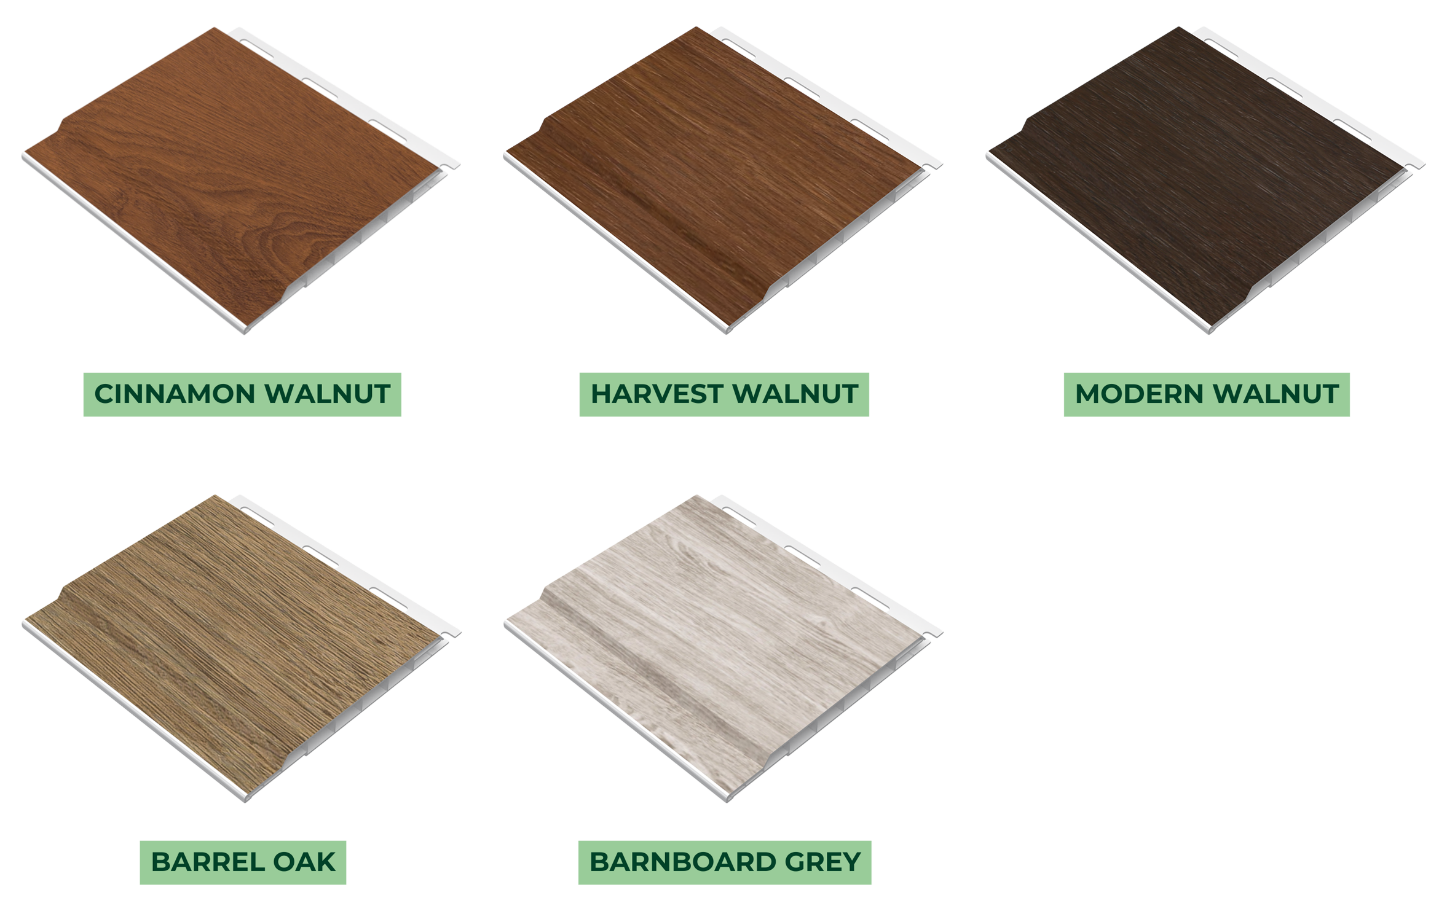 CINNAMON WALNUT
HARVEST WALNUT
MODERN WALNUT
BARREL OAK
BARNBOARD GREY